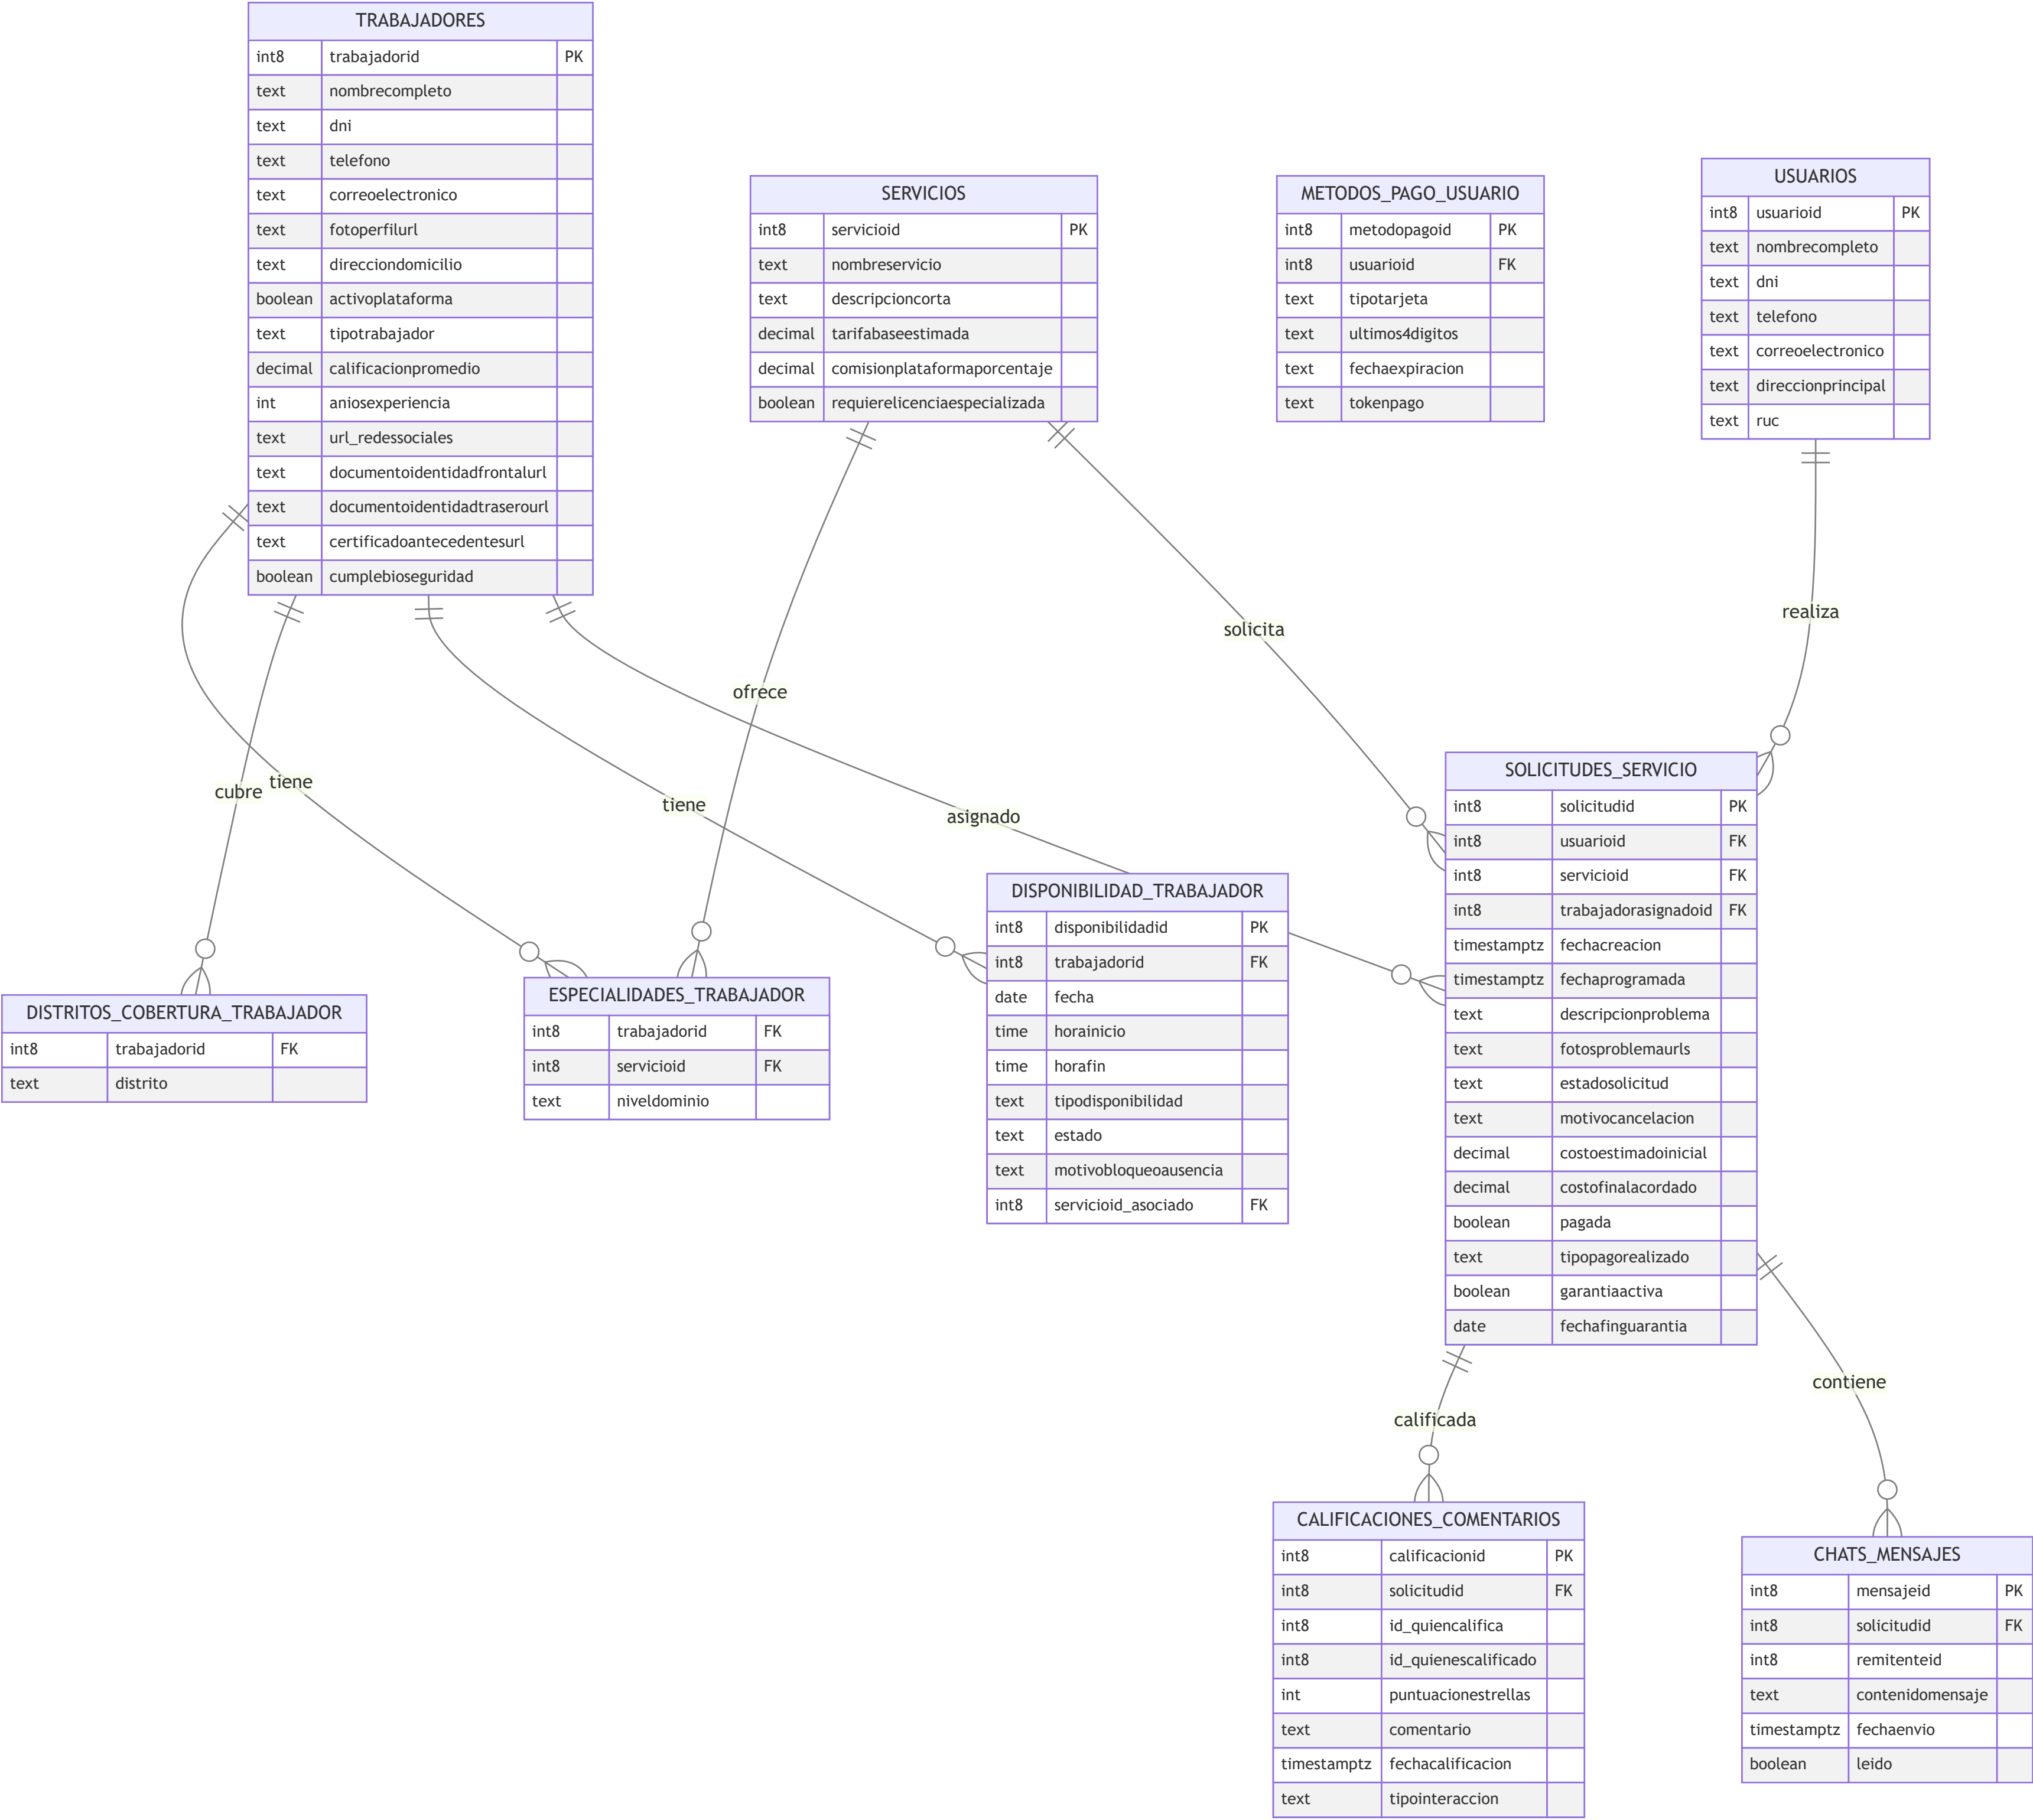 TRABAJADORES
int8 trabajadorid PK
text nombrecompleto
text dni
text telefono
text correoelectronico
text fotoperfilurl
text direcciondomicilio
boolean activoplataforma
text tipotrabajador
decimal calificacionpromedio
int aniosexperiencia
text url_redessociales
text documentoidentidadfrontalurl
text documentoidentidadtraserourl
text certificadoantecedentesurl
boolean cumplebioseguridad
SERVICIOS
int8 servicioid PK
text nombreservicio
text descripcioncorta
decimal tarifabaseestimada
decimal comisionplataformaporcentaje
boolean requierelicenciaespecializada
METODOS_PAGO_USUARIO
int8 metodopagoid PK
int8 usuarioid FK
text tipotarjeta
text ultimos4digitos
text fechaexpiracion
text tokenpago
USUARIOS
int8 usuarioid PK
text nombrecompleto
text dni
text telefono
text correoelectronico
text direccionprincipal
text ruc
realiza
solicita
ofrece
tiene
cubre
tiene
asignado
DISTRITOS_COBERTURA_TRABAJADOR
int8 trabajadorid FK
text distrito
ESPECIALIDADES_TRABAJADOR
int8 trabajadorid FK
int8 servicioid FK
text niveldominio
DISPONIBILIDAD_TRABAJADOR
int8 disponibilidadid PK
int8 trabajadorid FK
date fecha
time horainicio
time horafin
text tipodisponibilidad
text estado
text motivobloqueoausencia
int8 servicioid_asociado FK
SOLICITUDES_SERVICIO
int8 solicitudid PK
int8 usuarioid FK
int8 servicioid FK
int8 trabajadorasignadoid FK
timestamptz fechacreacion
timestamptz fechaprogramada
text descripcionproblema
text fotosproblemaurls
text estadosolicitud
text motivocancelacion
decimal costoestimadoinicial
decimal costofinalacordado
boolean pagada
text tipopagorealizado
boolean garantiaactiva
date fechafinguarantia
contiene
calificada
CALIFICACIONES_COMENTARIOS
int8 calificacionid PK
int8 solicitudid FK
int8 id_quiencalifica
int8 id_quienescalificado
int puntuacionestrellas
text comentario
timestamptz fechacalificacion
text tipointeraccion
CHATS_MENSAJES
int8 mensajeid PK
int8 solicitudid FK
int8 remitenteid
text contenidomensaje
timestamptz fechaenvio
boolean leido